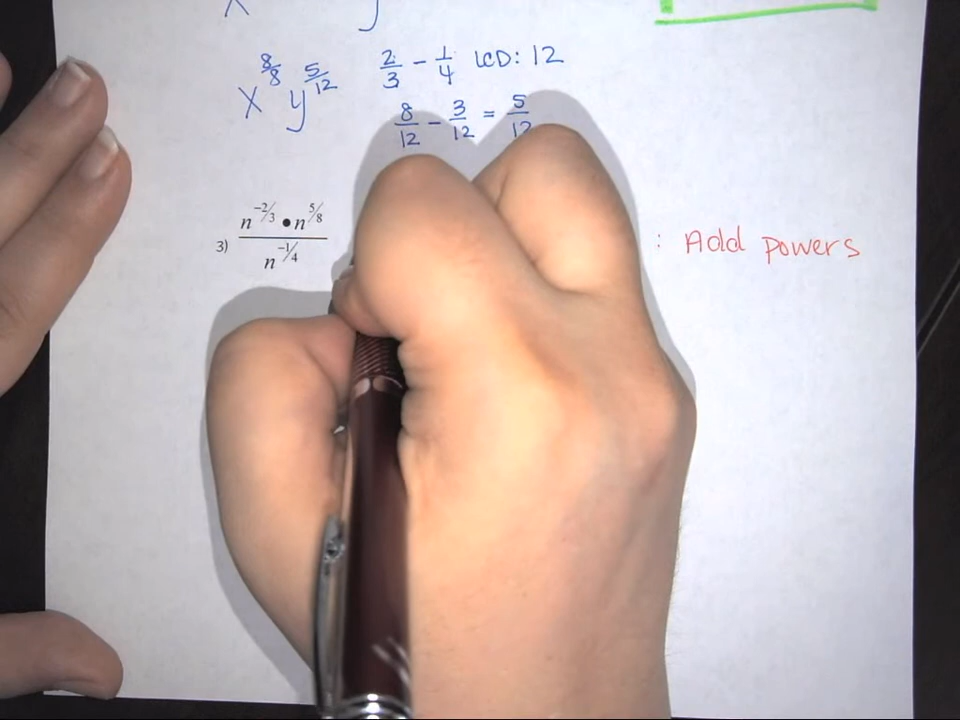 x^8/8 y^5/12 2/3 - 1/4 LCD: 12
8/12 - 3/12 = 5/12
3) n^-2/3 • n^5/8 / n^-1/4
: Add powers